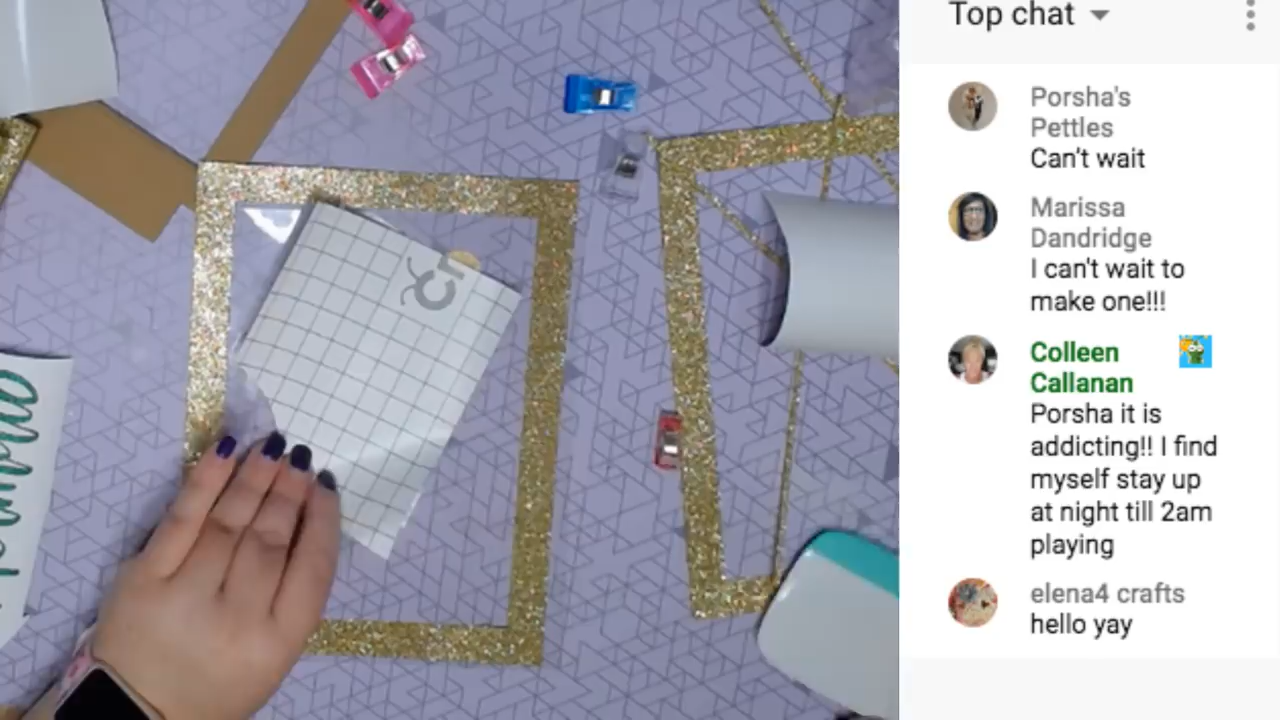 Top chat
Porsha's
Pettles
Can't wait
Marissa
Dandridge
I can't wait to
make one!!!
Colleen
Callanan
Porsha it is
addicting!! I find
myself stay up
at night till 2am
playing
elena4 crafts
hello yay